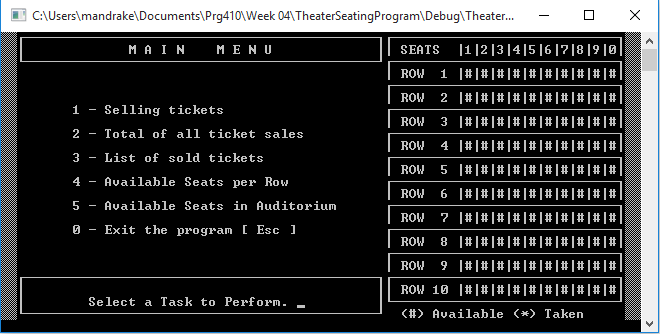 C:\Users\mandrake\Documents\Prg410\Week 04\TheaterSeatingProgram\Debug\Theater...
M A I N   M E N U
1 - Selling tickets
2 - Total of all ticket sales
3 - List of sold tickets
4 - Available Seats per Row
5 - Available Seats in Auditorium
0 - Exit the program [ Esc ]
Select a Task to Perform. _
SEATS |1|2|3|4|5|6|7|8|9|0
ROW 1 |#|#|#|#|#|#|#|#|#|#
ROW 2 |#|#|#|#|#|#|#|#|#|#
ROW 3 |#|#|#|#|#|#|#|#|#|#
ROW 4 |#|#|#|#|#|#|#|#|#|#
ROW 5 |#|#|#|#|#|#|#|#|#|#
ROW 6 |#|#|#|#|#|#|#|#|#|#
ROW 7 |#|#|#|#|#|#|#|#|#|#
ROW 8 |#|#|#|#|#|#|#|#|#|#
ROW 9 |#|#|#|#|#|#|#|#|#|#
ROW 10 |#|#|#|#|#|#|#|#|#|#
(#) Available (*) Taken